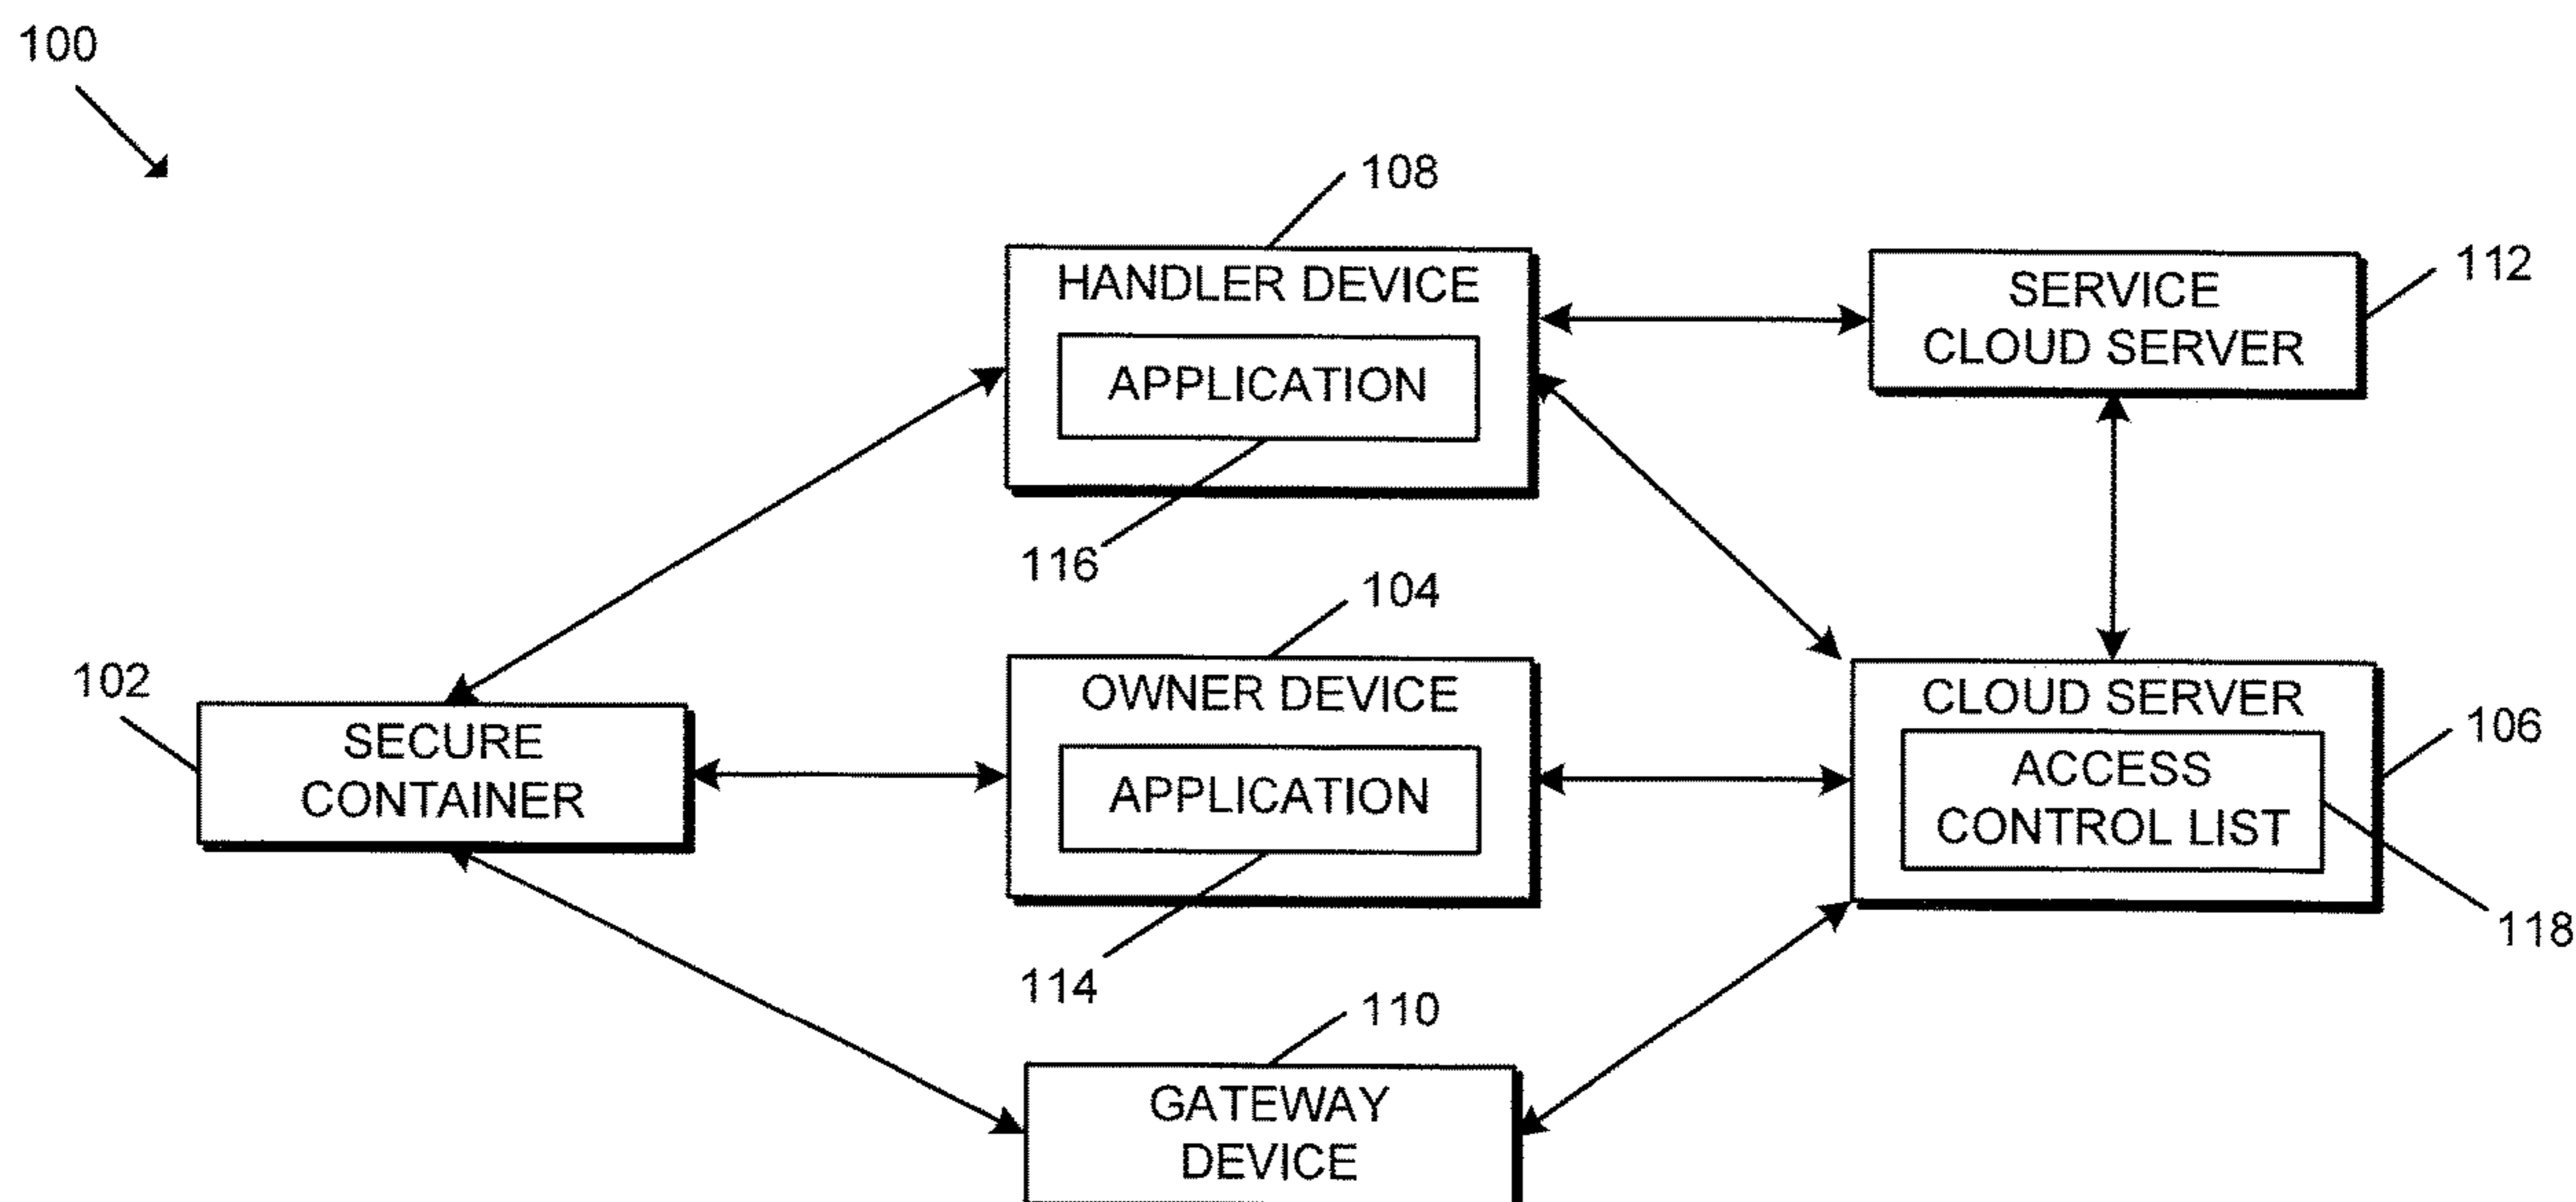 100
108
HANDLER DEVICE
APPLICATION
116
SERVICE
CLOUD SERVER
112
104
OWNER DEVICE
APPLICATION
114
102
SECURE
CONTAINER
CLOUD SERVER
ACCESS
CONTROL LIST
106
118
110
GATEWAY
DEVICE